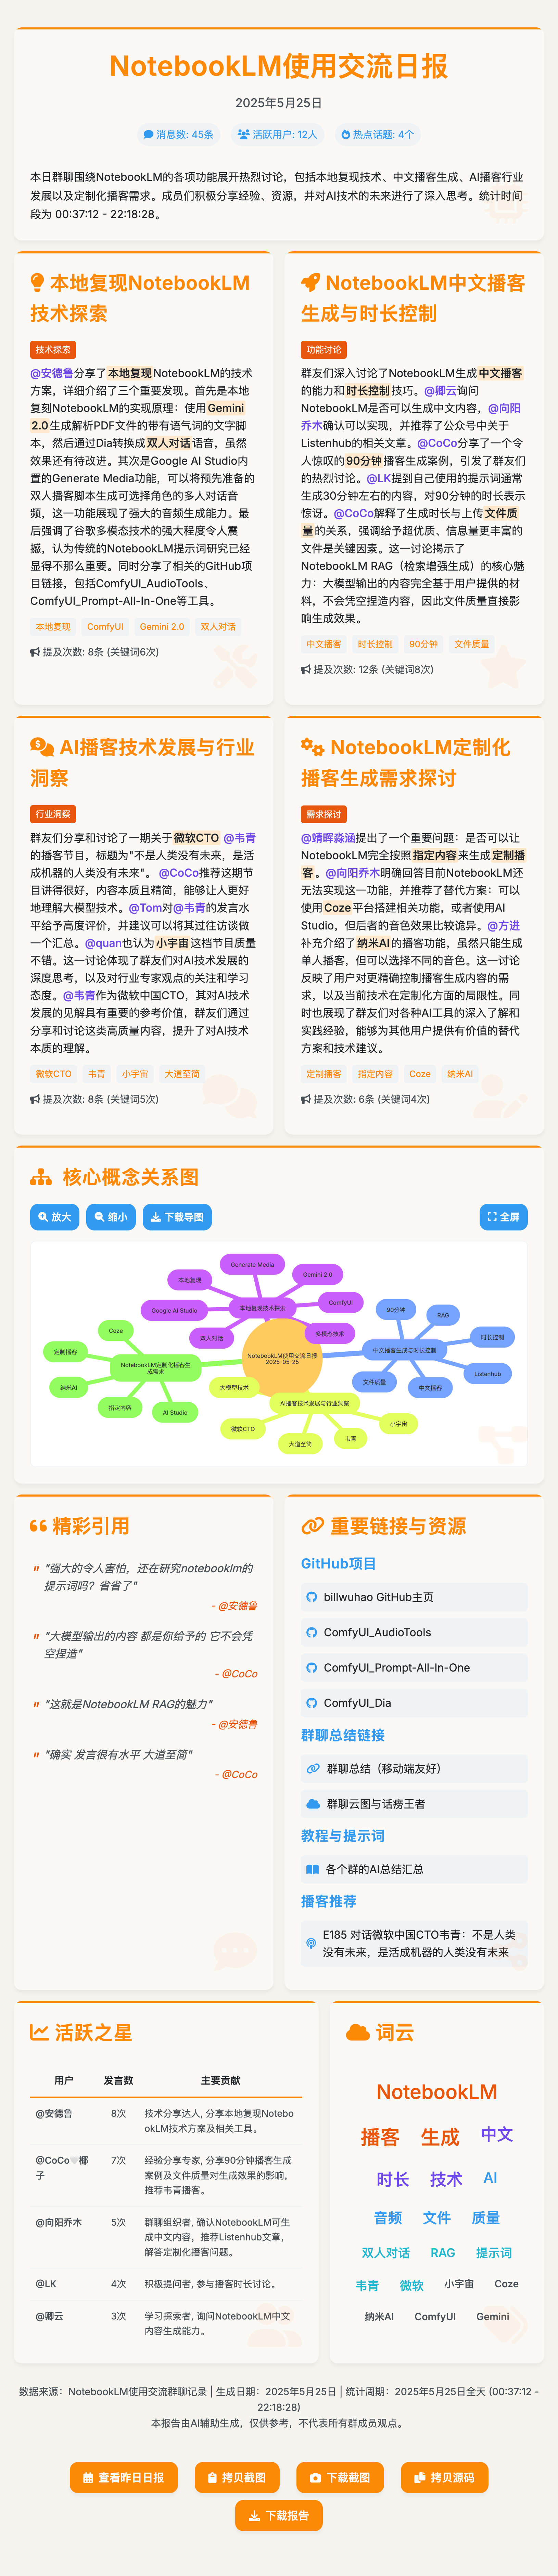 NotebookLM使用交流日报
2025年5月25日
消息数: 45条 活跃用户: 12人 热点话题: 4个
本日群聊围绕NotebookLM的各项功能展开热烈讨论，包括本地复现技术、中文播客生成、AI播客行业
发展以及定制化播客需求。成员们积极分享经验、资源，并对AI技术的未来进行了深入思考。统计时间
段为 00:37:12 - 22:18:28。
本地复现NotebookLM
技术探索
技术探索
@安德鲁分享了本地复现NotebookLM的技术
方案，详细介绍了三个重要发现。首先是本地
复刻NotebookLM的实现原理：使用Gemini
2.0生成解析PDF文件的带有语气词的文字脚
本，然后通过Dia转换成双人对话语音，虽然
效果还有待改进。其次是Google AI Studio内
置的Generate Media功能，可以将预先准备的
双人播客脚本生成可选择角色的多人对话音
频，这一功能展现了强大的音频生成能力。最
后强调了谷歌多模态技术的强大程度令人震
撼，认为传统的NotebookLM提示词研究已经
显得不那么重要。同时分享了相关的GitHub项
目链接，包括ComfyUI_AudioTools、
ComfyUI_Prompt-All-In-One等工具。
本地复现 ComfyUI Gemini 2.0 双人对话
提及次数: 8条 (关键词6次)
NotebookLM中文播客
生成与时长控制
功能讨论
群友们深入讨论了NotebookLM生成中文播客
的能力和时长控制技巧。@卿云询问
NotebookLM是否可以生成中文内容，@向阳
乔木确认可以实现，并推荐了公众号中关于
Listenhub的相关文章。@CoCo分享了一个令
人惊叹的90分钟播客生成案例，引发了群友们
的热烈讨论。@LK提到自己使用的提示词通常
生成30分钟左右的内容，对90分钟的时长表示
惊讶。@CoCo解释了生成时长与上传文件质
量的关系，强调给予超优质、信息量更丰富的
文件是关键因素。这一讨论揭示了
NotebookLM RAG（检索增强生成）的核心魅
力：大模型输出的内容完全基于用户提供的材
料，不会凭空捏造内容，因此文件质量直接影
响生成效果。
中文播客 时长控制 90分钟 文件质量
提及次数: 12条 (关键词8次)
AI播客技术发展与行业
洞察
行业洞察
群友们分享和讨论了一期关于微软CTO @韦青
的播客节目，标题为"不是人类没有未来，是活
成机器的人类没有未来"。@CoCo推荐这期节
目讲得很好，内容本质且精简，能够让人更好
地理解大模型技术。@Tom对@韦青的发言水
平给予高度评价，认为可以将其过往访谈做
一个汇总。@quan也认为小宇宙这档节目质量
不错。这一讨论体现了群友们对AI技术发展的
深度思考，以及对行业专家观点的关注和学习
态度。@韦青作为微软中国CTO，其对AI技术
发展的见解具有重要的参考价值，群友们通过
分享和讨论这类高质量内容，提升了对AI技术
本质的理解。
微软CTO 韦青 小宇宙 大道至简
提及次数: 8条 (关键词5次)
NotebookLM定制化
播客生成需求探讨
需求探讨
@靖晖淼涵提出了一个重要问题：是否可以让
NotebookLM完全按照指定内容来生成定制播
客。@向阳乔木明确回答目前NotebookLM还
无法实现这一功能，并推荐了替代方案：可以
使用Coze平台搭建相关功能，或者使用AI
Studio，但后者的音色效果比较诡异。@方进
补充介绍了纳米AI的播客功能，虽然只能生成
单人播客，但可以选择不同的音色。这一讨论
反映了用户对更精确控制播客生成内容的需
求，以及当前技术在定制化方面的局限性。同
时也展现了群友们对各种AI工具的深入了解和
实践经验，能够为其他用户提供有价值的替代
方案和技术建议。
定制播客 指定内容 Coze 纳米AI
提及次数: 6条 (关键词4次)
核心概念关系图
放大 缩小 下载导图 全屏
Generate Media
本地复现
Gemini 2.0
Google AI Studio
本地复现技术探索
ComfyUI
双人对话
多模态技术
90分钟
RAG
时长控制
中文播客生成与时长控制
Listenhub
文件质量
中文播客
Coze
定制播客
NotebookLM定制化播客生
成需求
纳米AI
指定内容
AI Studio
NotebookLM使用交流日报
2025-05-25
大模型技术
AI播客技术发展与行业洞察
微软CTO
大道至简
韦青
小宇宙
精彩引用
"强大的令人害怕，还在研究notebooklm的
提示词吗？省省了"
- @安德鲁
"大模型输出的内容 都是你给予的 它不会凭
空捏造"
- @CoCo
"这就是NotebookLM RAG的魅力"
- @安德鲁
"确实 发言很有水平 大道至简"
- @CoCo
重要链接与资源
GitHub项目
billwuhao GitHub主页
ComfyUI_AudioTools
ComfyUI_Prompt-All-In-One
ComfyUI_Dia
群聊总结链接
群聊总结（移动端友好）
群聊云图与话痨王者
教程与提示词
各个群的AI总结汇总
播客推荐
E185 对话微软中国CTO韦青：不是人类
没有未来，是活成机器的人类没有未来
活跃之星
用户 发言数 主要贡献
@安德鲁 8次 技术分享达人, 分享本地复现Notebo
okLM技术方案及相关工具。
@CoCo🤍椰 7次 经验分享专家, 分享90分钟播客生成
子 案例及文件质量对生成效果的影响,
推荐韦青播客。
@向阳乔木 5次 群聊组织者, 确认NotebookLM可生
成中文内容，推荐Listenhub文章,
解答定制化播客问题。
@LK 4次 积极提问者, 参与播客时长讨论。
@卿云 3次 学习探索者, 询问NotebookLM中文
内容生成能力。
词云
NotebookLM
播客 生成 中文
时长 技术 AI
音频 文件 质量
双人对话 RAG 提示词
韦青 微软 小宇宙 Coze
纳米AI ComfyUI Gemini
数据来源：NotebookLM使用交流群聊记录 | 生成日期：2025年5月25日 | 统计周期：2025年5月25日全天 (00:37:12 -
22:18:28)
本报告由AI辅助生成，仅供参考，不代表所有群成员观点。
查看昨日日报 拷贝截图 下载截图 拷贝源码
下载报告